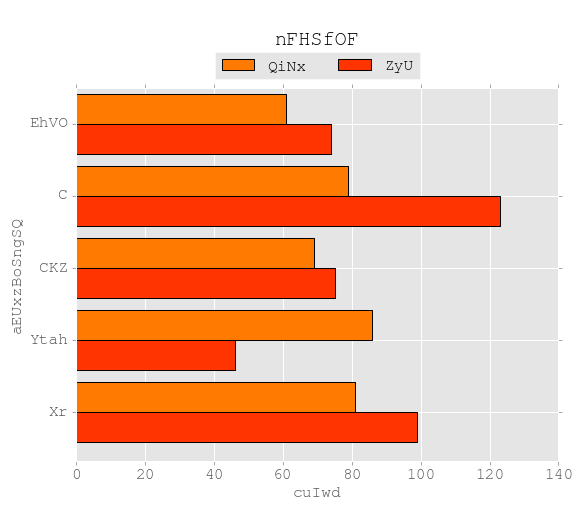 nFHSfOF
QiNx ZyU
EhVO
C
CKZ
Ytah
Xr
aEUxzBoSngSQ
0 20 40 60 80 100 120 140
cuIwd